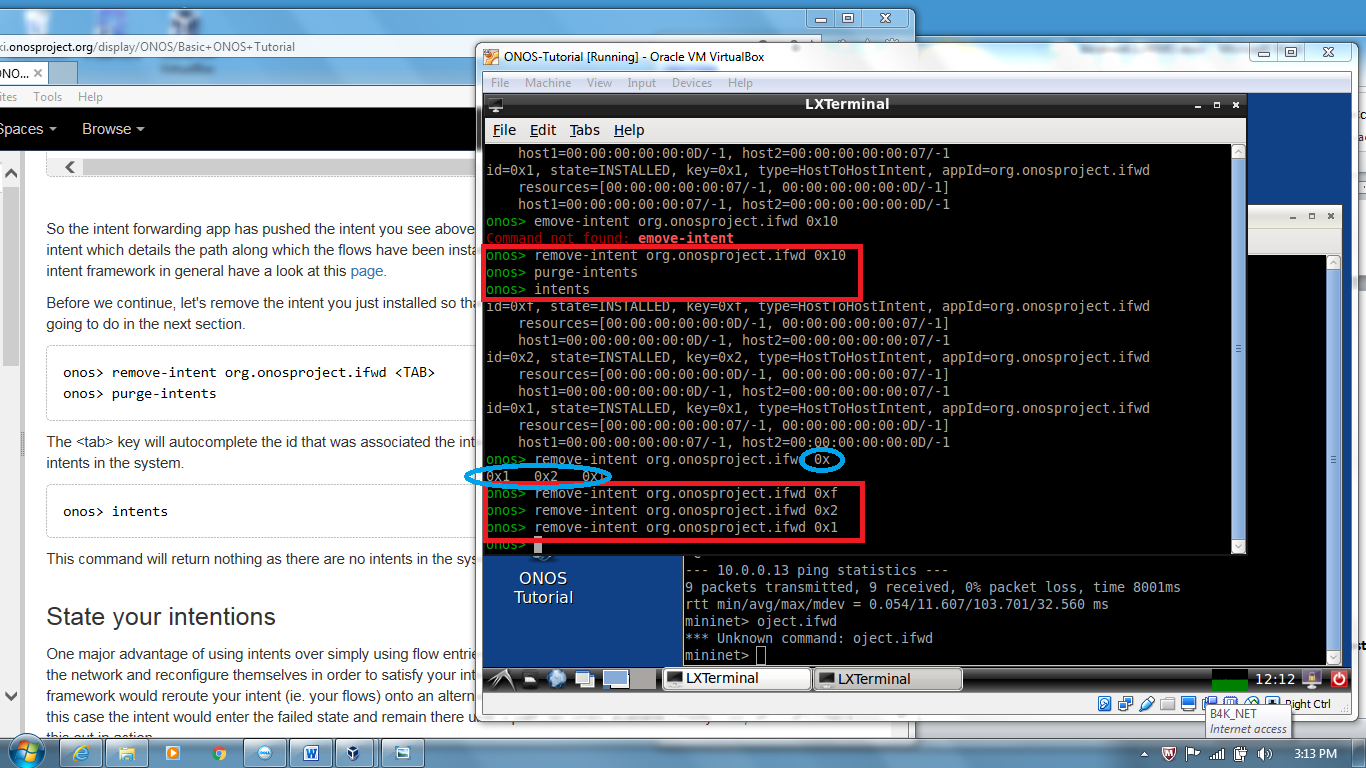 ki.onosproject.org/display/ONOS/Basic+ONOS+Tutorial
ONO...
ites Tools Help
Spaces Browse
So the intent forwarding app has pushed the intent you see above
intent which details the path along which the flows have been insta
intent framework in general have a look at this page.
Before we continue, let's remove the intent you just installed so tha
going to do in the next section.
onos> remove-intent org.onosproject.ifwd <TAB>
onos> purge-intents
The <tab> key will autocomplete the id that was associated the int
intents in the system.
onos> intents
This command will return nothing as there are no intents in the sys
State your intentions
One major advantage of using intents over simply using flow entrie
the network and reconfigure themselves in order to satisfy your int
framework would reroute your intent (ie. your flows) onto an altern
this case the intent would enter the failed state and remain there u
this out in action
ONOS-Tutorial [Running] - Oracle VM VirtualBox
File Machine View Input Devices Help
LXTerminal
File Edit Tabs Help
host1=00:00:00:00:00:0D/-1, host2=00:00:00:00:00:07/-1
id=0x1, state=INSTALLED, key=0x1, type=HostToHostIntent, appId=org.onosproject.ifwd
resources=[00:00:00:00:00:07/-1, 00:00:00:00:00:0D/-1]
host1=00:00:00:00:00:07/-1, host2=00:00:00:00:00:0D/-1
onos> emove-intent org.onosproject.ifwd 0x10
Command not found: emove-intent
onos> remove-intent org.onosproject.ifwd 0x10
onos> purge-intents
onos> intents
id=0xf, state=INSTALLED, key=0xf, type=HostToHostIntent, appId=org.onosproject.ifwd
resources=[00:00:00:00:00:0D/-1, 00:00:00:00:00:07/-1]
host1=00:00:00:00:00:0D/-1, host2=00:00:00:00:00:07/-1
id=0x2, state=INSTALLED, key=0x2, type=HostToHostIntent, appId=org.onosproject.ifwd
resources=[00:00:00:00:00:0D/-1, 00:00:00:00:00:07/-1]
host1=00:00:00:00:00:0D/-1, host2=00:00:00:00:00:07/-1
id=0x1, state=INSTALLED, key=0x1, type=HostToHostIntent, appId=org.onosproject.ifwd
resources=[00:00:00:00:00:07/-1, 00:00:00:00:00:0D/-1]
host1=00:00:00:00:00:07/-1, host2=00:00:00:00:00:0D/-1
onos> remove-intent org.onosproject.ifw 0x
0x1 0x2 0x
onos> remove-intent org.onosproject.ifwd 0xf
onos> remove-intent org.onosproject.ifwd 0x2
onos> remove-intent org.onosproject.ifwd 0x1
onos>
ONOS
Tutorial
--- 10.0.0.13 ping statistics ---
9 packets transmitted, 9 received, 0% packet loss, time 8001ms
rtt min/avg/max/mdev = 0.054/11.607/103.701/32.560 ms
mininet> oject.ifwd
*** Unknown command: oject.ifwd
mininet>
LXTerminal LXTerminal 12:12
Right Ctrl
B4K_NET
Internet access
3:13 PM